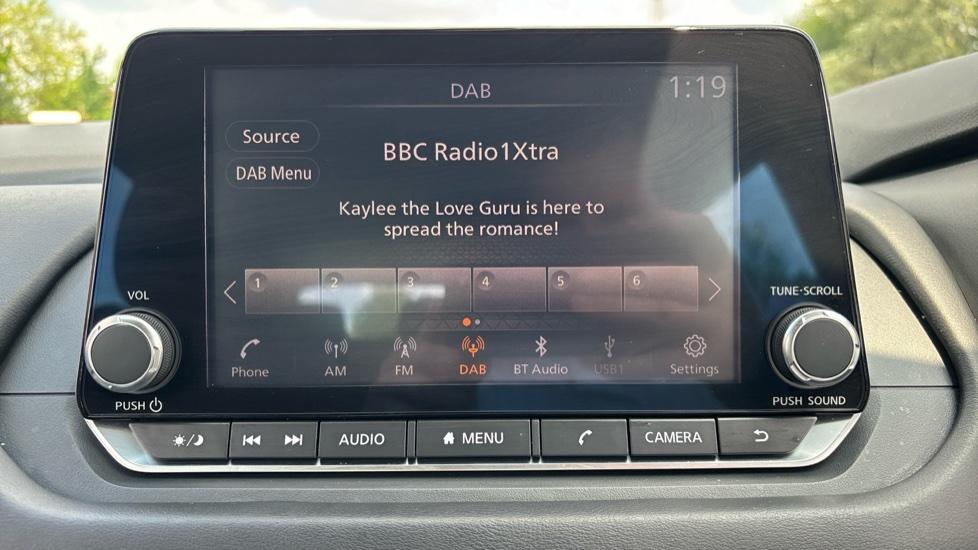 DAB
1:19
Source
BBC Radio1Xtra
DAB Menu
Kaylee the Love Guru is here to
spread the romance!
1 2 3 4 5 6
VOL
TUNE·SCROLL
Phone AM FM DAB BT Audio USB1 Settings
PUSH
PUSH SOUND
AUDIO MENU CAMERA